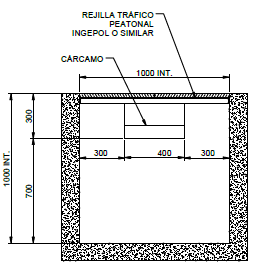 REJILLA TRÁFICO
PEATONAL
INGEPOL O SIMILAR
CÁRCAMO
1000 INT.
300
1000 INT.
700
300
400
300